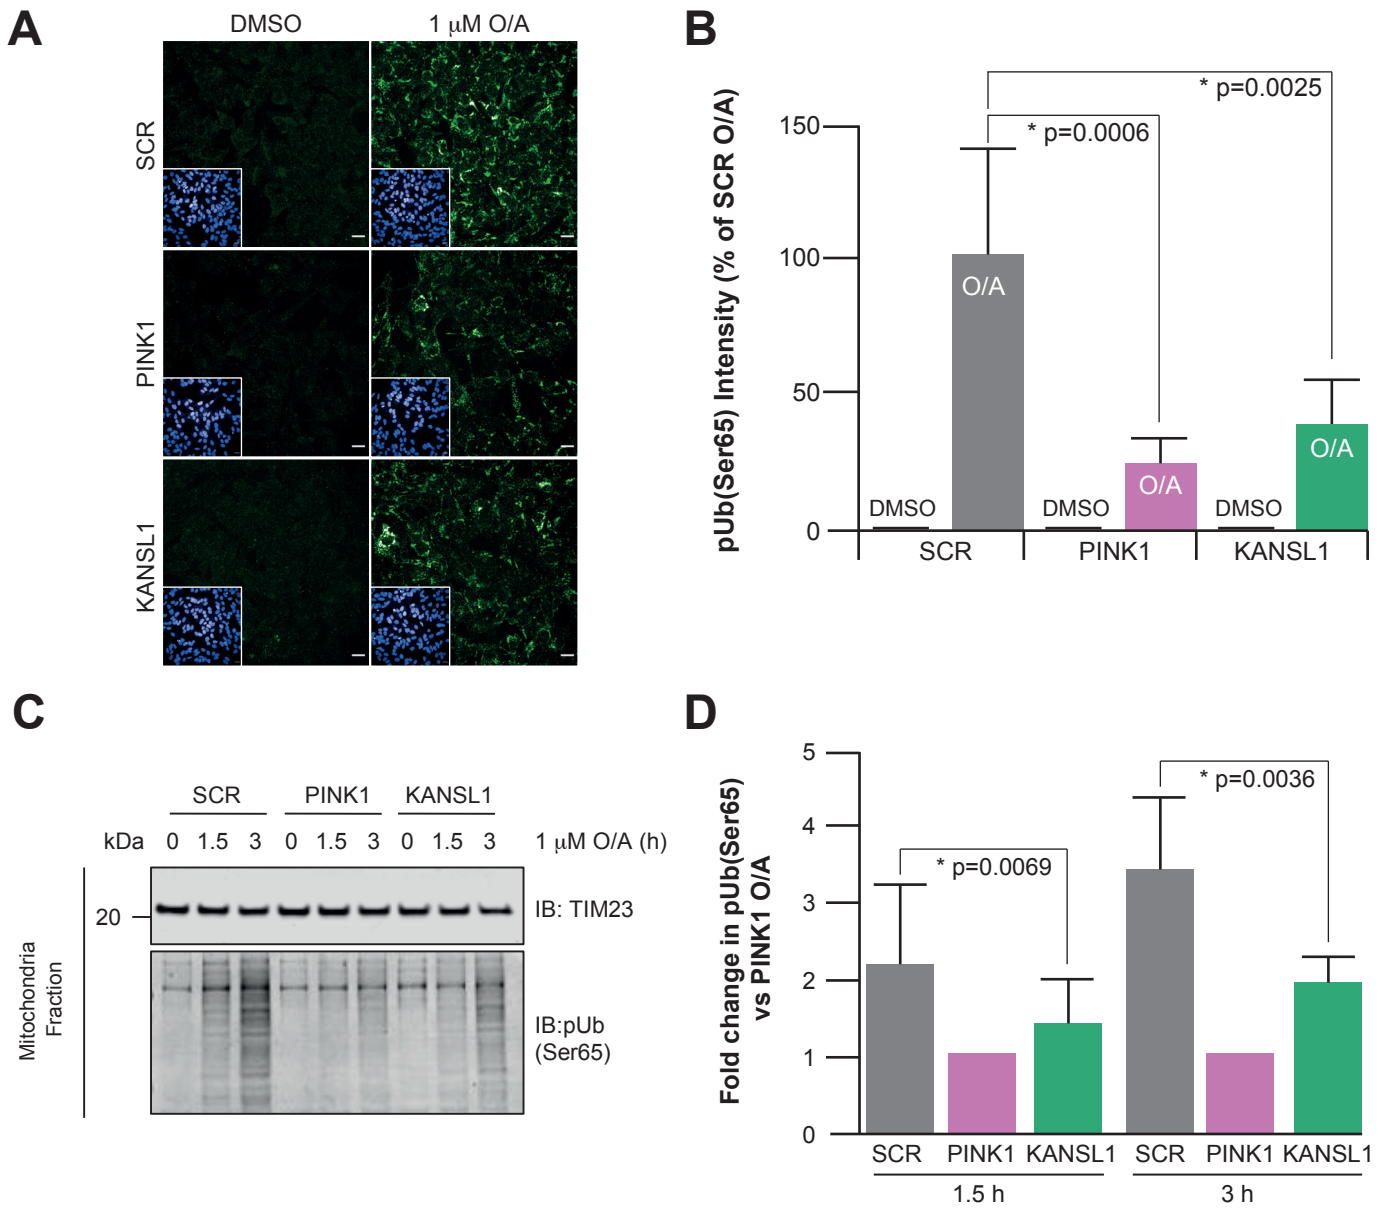 A
DMSO
1 μM O/A
SCR
PINK1
KANSL1
B
pUb(Ser65) Intensity (% of SCR O/A)
150
100
50
0
* p=0.0025
* p=0.0006
O/A
O/A
O/A
DMSO
DMSO
DMSO
SCR
PINK1
KANSL1
C
SCR
PINK1
KANSL1
kDa
0
1.5
3
0
1.5
3
0
1.5
3
1 μM O/A (h)
20
IB: TIM23
IB:pUb
(Ser65)
Mitochondria
Fraction
D
Fold change in pUb(Ser65)
vs PINK1 O/A
5
4
3
2
1
0
* p=0.0069
* p=0.0036
SCR
PINK1
KANSL1
SCR
PINK1
KANSL1
1.5 h
3 h